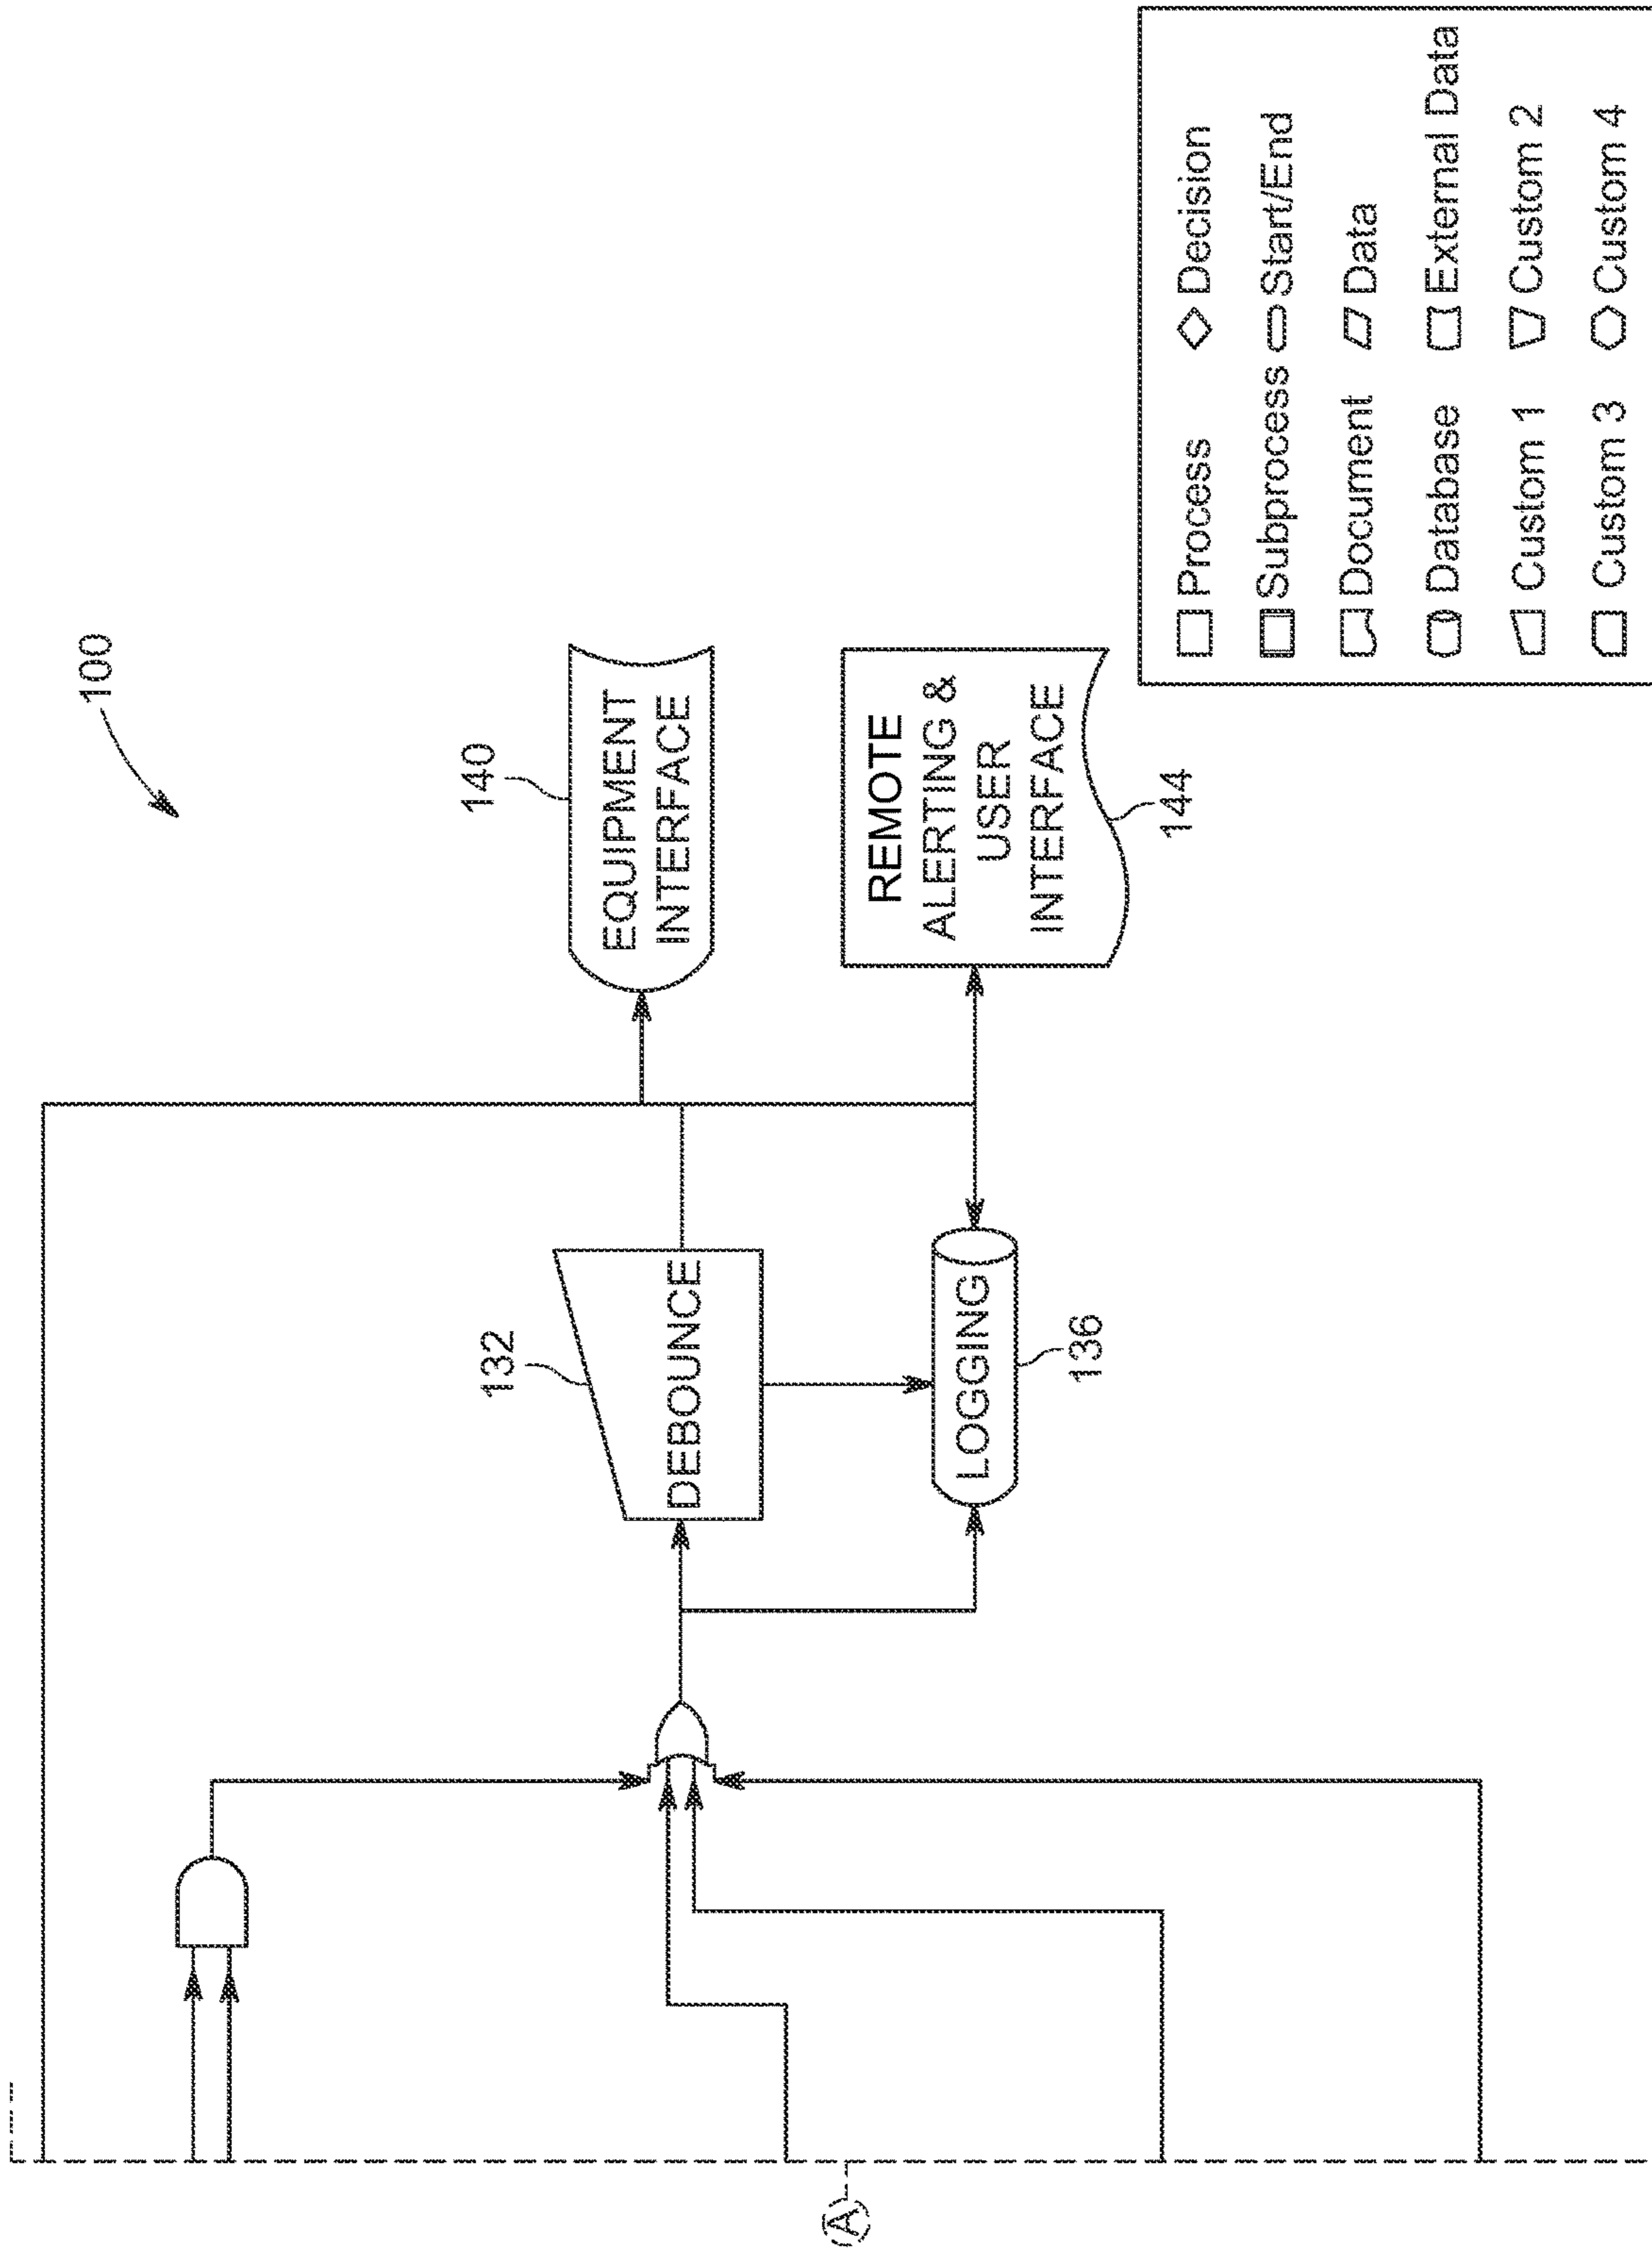 100
140
EQUIPMENT
INTERFACE
132
DEBOUNCE
REMOTE
ALERTING &
USER
INTERFACE
144
LOGGING
136
A
Process
Decision
Subprocess
Start/End
Document
Data
Database
External Data
Custom 1
Custom 2
Custom 3
Custom 4